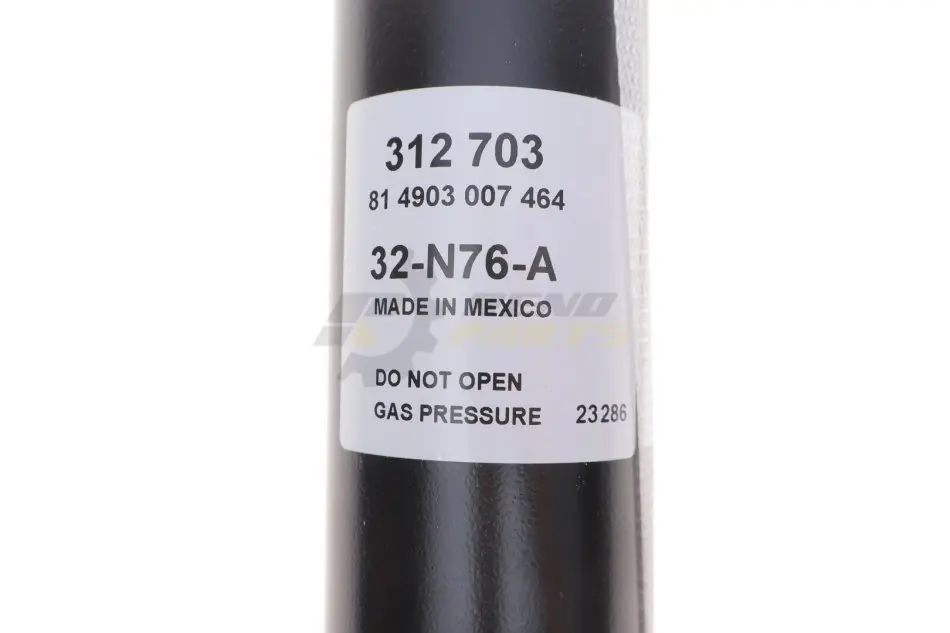 312 703
81 4903 007 464
32-N76-A
MADE IN MEXICO
DO NOT OPEN
GAS PRESSURE 23286